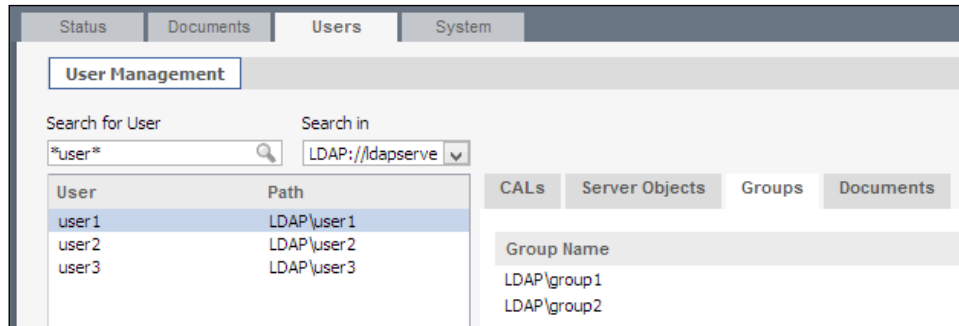 Status Documents Users System
User Management
Search for User Search in
*user* LDAP://ldapserve
CALs Server Objects Groups Documents
User Path
user1 LDAP\user1
user2 LDAP\user2
user3 LDAP\user3
Group Name
LDAP\group1
LDAP\group2